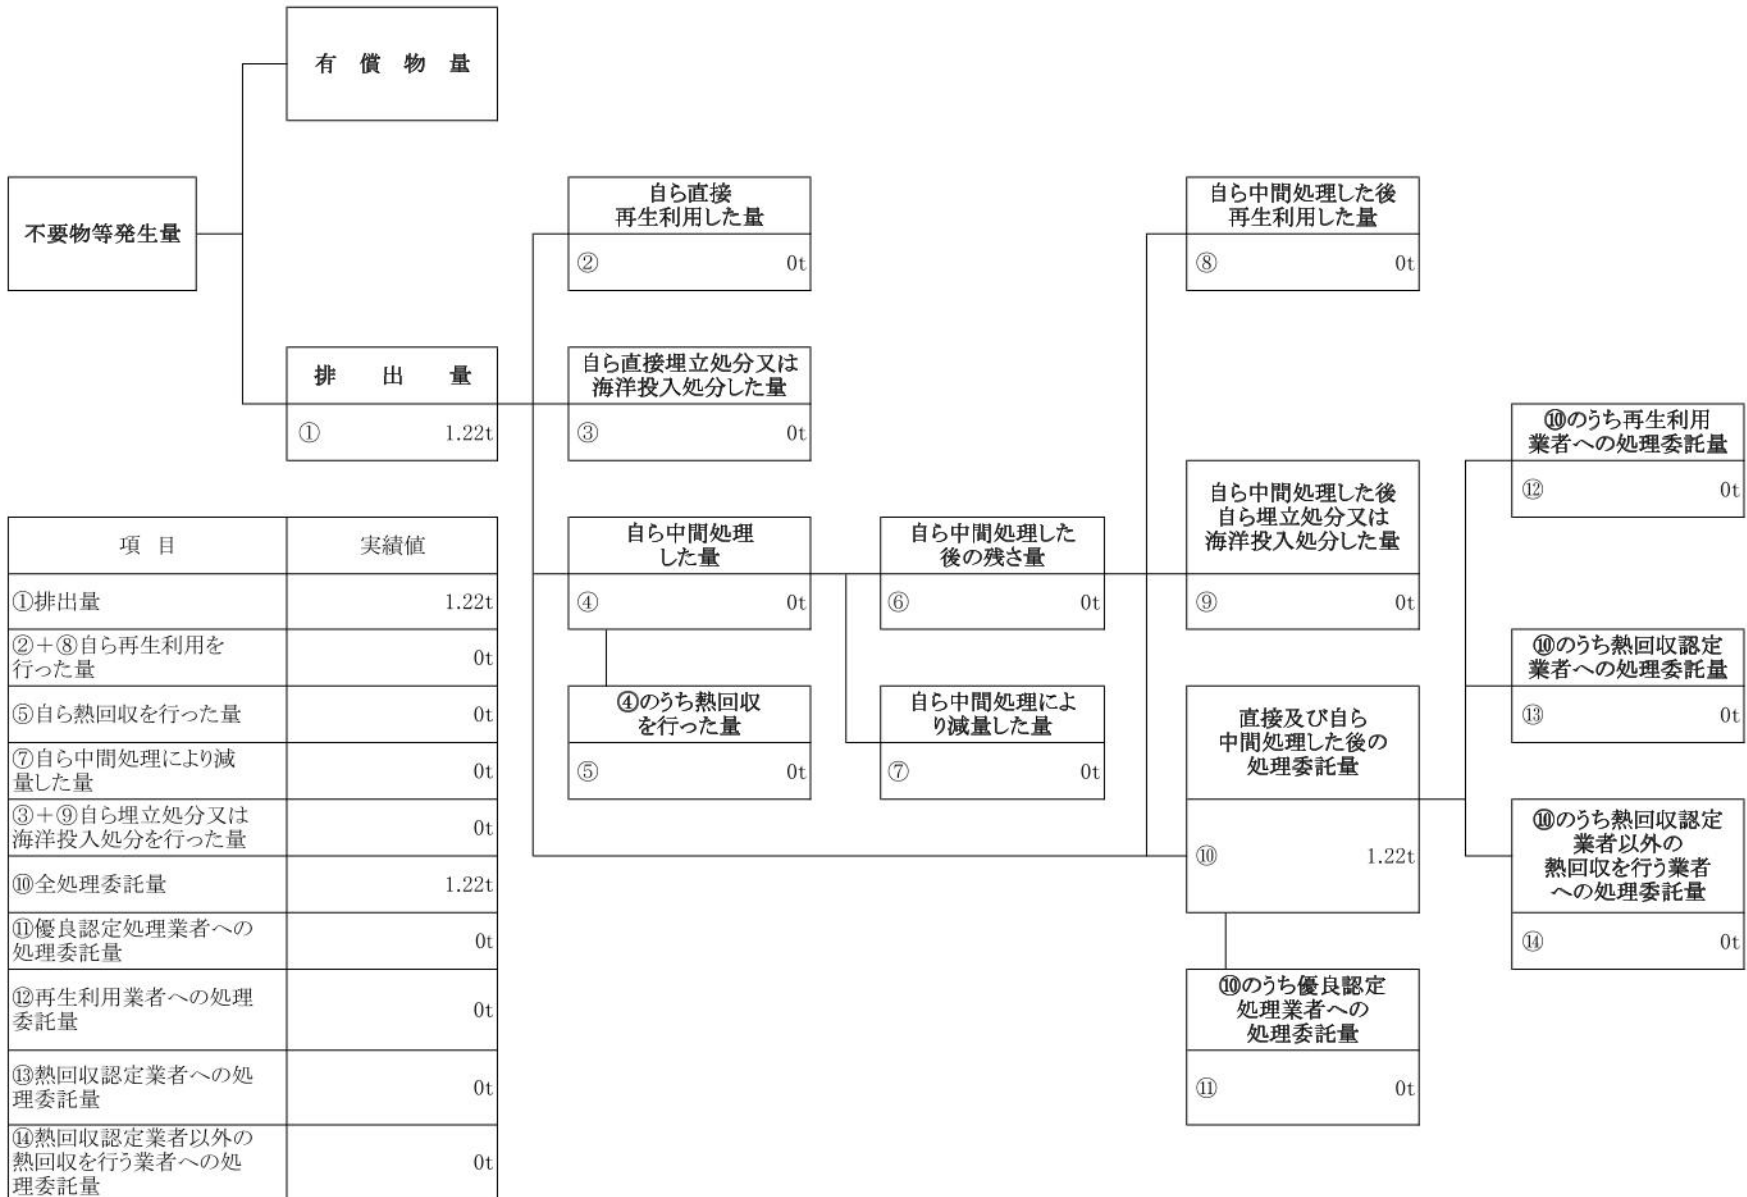 有 償 物 量
不要物等発生量
排 出 量
① 1.22t
自ら直接
再生利用した量
② 0t
自ら直接埋立処分又は
海洋投入処分した量
③ 0t
自ら中間処理
した量
④ 0t
④のうち熱回収
を行った量
⑤ 0t
自ら中間処理した
後の残さ量
⑥ 0t
自ら中間処理によ
り減量した量
⑦ 0t
自ら中間処理した後
再生利用した量
⑧ 0t
自ら中間処理した後
自ら埋立処分又は
海洋投入処分した量
⑨ 0t
直接及び自ら
中間処理した後の
処理委託量
⑩ 1.22t
⑩のうち優良認定
処理業者への
処理委託量
⑪ 0t
⑩のうち再生利用
業者への処理委託量
⑫ 0t
⑩のうち熱回収認定
業者への処理委託量
⑬ 0t
⑩のうち熱回収認定
業者以外の
熱回収を行う業者
への処理委託量
⑭ 0t
項 目 実績値
①排出量 1.22t
②+⑧自ら再生利用を
行った量 0t
⑤自ら熱回収を行った量 0t
⑦自ら中間処理により減
量した量 0t
③+⑨自ら埋立処分又は
海洋投入処分を行った量 0t
⑩全処理委託量 1.22t
⑪優良認定処理業者への
処理委託量 0t
⑫再生利用業者への処理
委託量 0t
⑬熱回収認定業者への処
理委託量 0t
⑭熱回収認定業者以外の
熱回収を行う業者への処
理委託量 0t